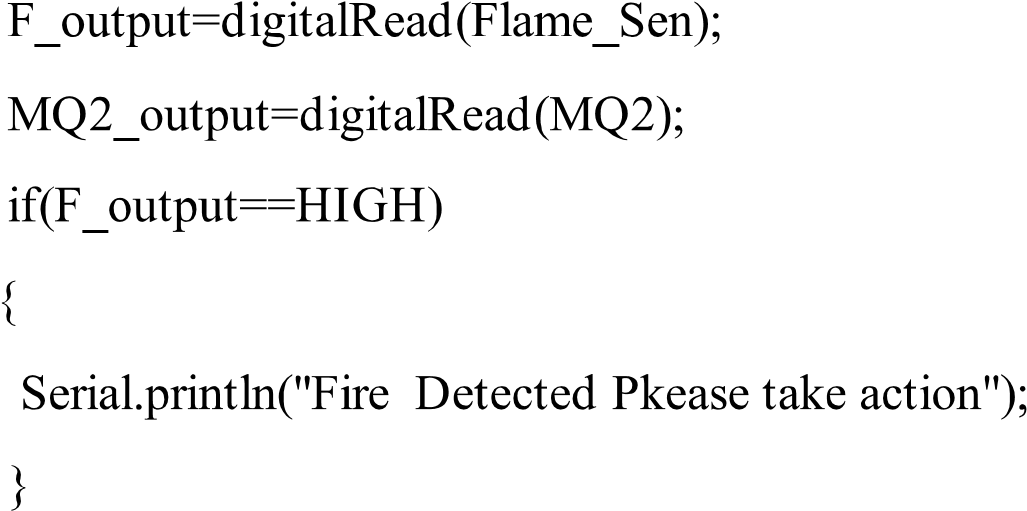 F_output=digitalRead(Flame_Sen);
MQ2_output=digitalRead(MQ2);
if(F_output==HIGH)
{
Serial.println("Fire  Detected Pkease take action");
}